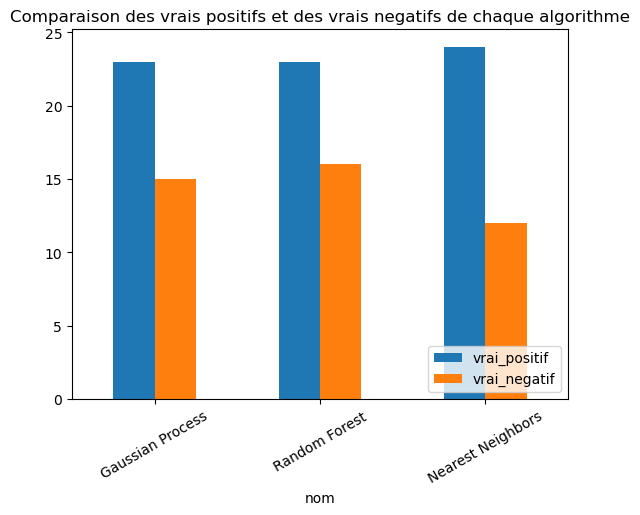 Comparaison des vrais positifs et des vrais negatifs de chaque algorithme
25
20
15
10
5
0
vrai_positif
vrai_negatif
Gaussian Process
Random Forest
Nearest Neighbors
nom